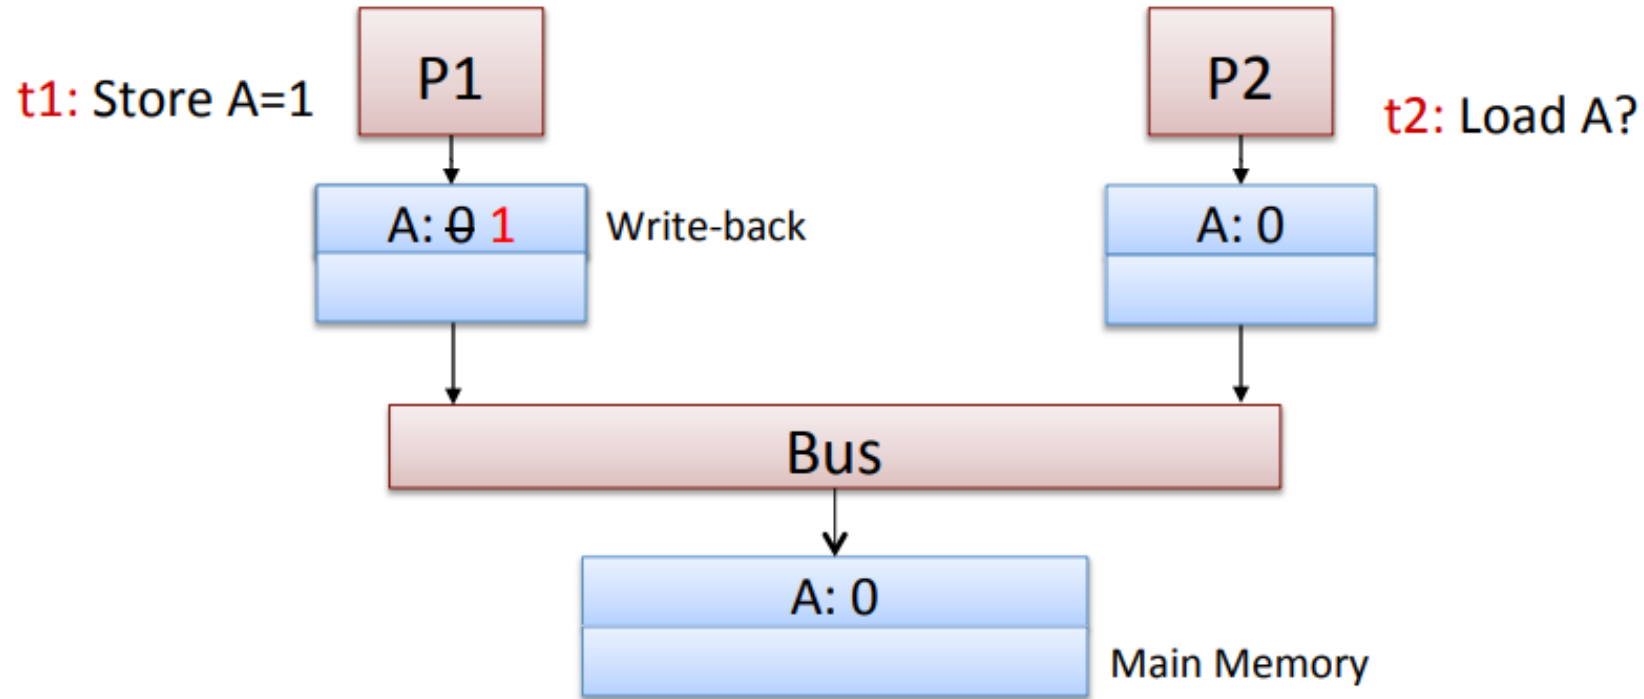 P1
P2
t1: Store A=1
t2: Load A?
A: 0 1
Write-back
A: 0
Bus
A: 0
Main Memory